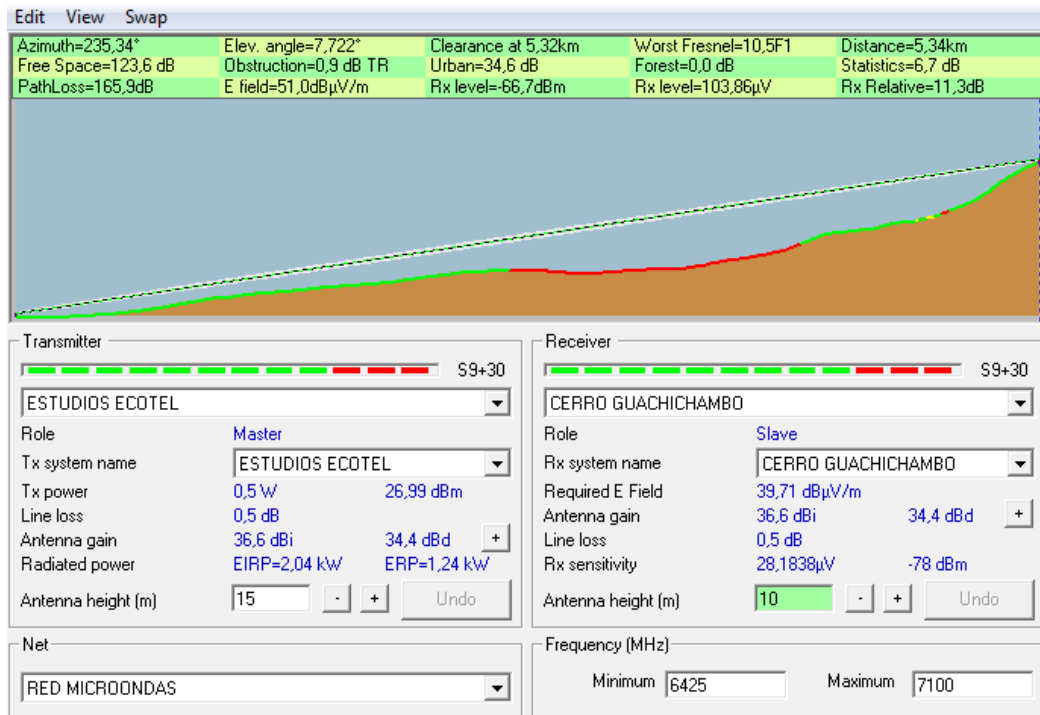 Edit View Swap
Azimuth=235,34° Elev. angle=7,722° Clearance at 5,32km Worst Fresnel=10,5F1 Distance=5,34km
Free Space=123,6 dB Obstruction=0,9 dB TR Urban=34,6 dB Forest=0,0 dB Statistics=6,7 dB
PathLoss=165,9dB E field=51,0dBµV/m Rx level=-66,7dBm Rx level=103,86µV Rx Relative=11,3dB
Transmitter
S9+30
ESTUDIOS ECOTEL
Role Master
Tx system name ESTUDIOS ECOTEL
Tx power 0,5 W 26,99 dBm
Line loss 0,5 dB
Antenna gain 36,6 dBi 34,4 dBd +
Radiated power EIRP=2,04 kW ERP=1,24 kW
Antenna height (m) 15 - + Undo
Receiver
S9+30
CERRO GUACHICHAMBO
Role Slave
Rx system name CERRO GUACHICHAMBO
Required E Field 39,71 dBµV/m
Antenna gain 36,6 dBi 34,4 dBd +
Line loss 0,5 dB
Rx sensitivity 28,1838µV -78 dBm
Antenna height (m) 10 - + Undo
Net
RED MICROONDAS
Frequency (MHz)
Minimum 6425 Maximum 7100